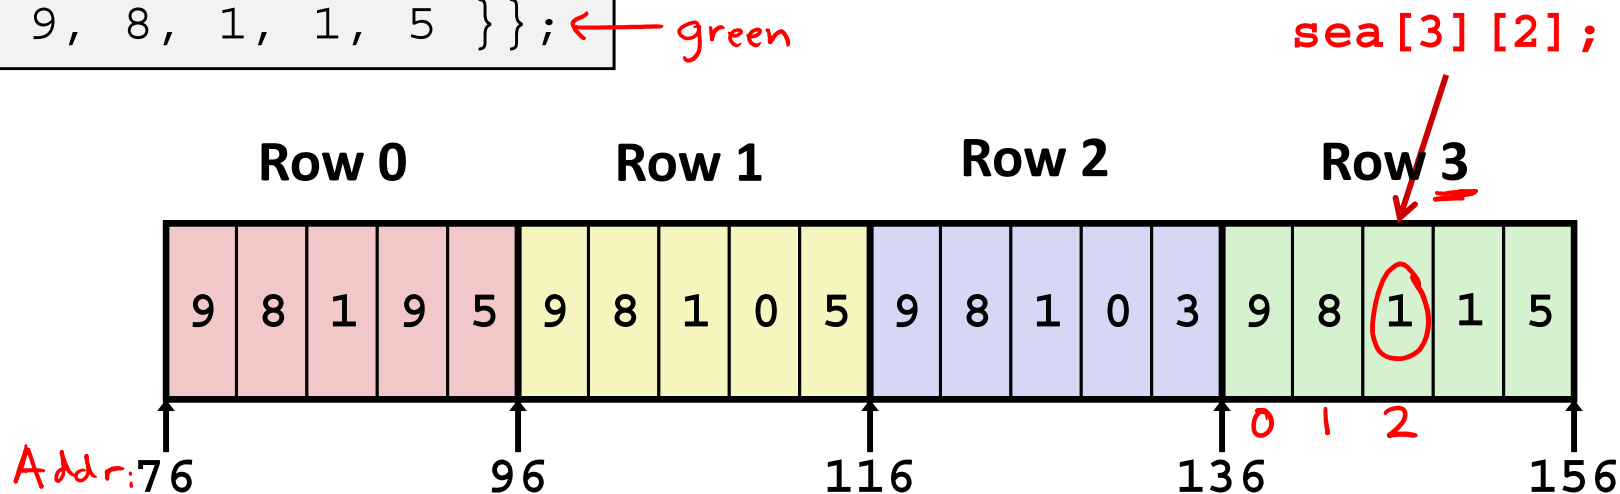 9, 8, 1, 1, 5 }};
green
sea[3][2];
Row 0 Row 1 Row 2 Row 3
9 8 1 9 5 9 8 1 0 5 9 8 1 0 3 9 8 1 1 5
0 1 2
Addr: 76 96 116 136 156